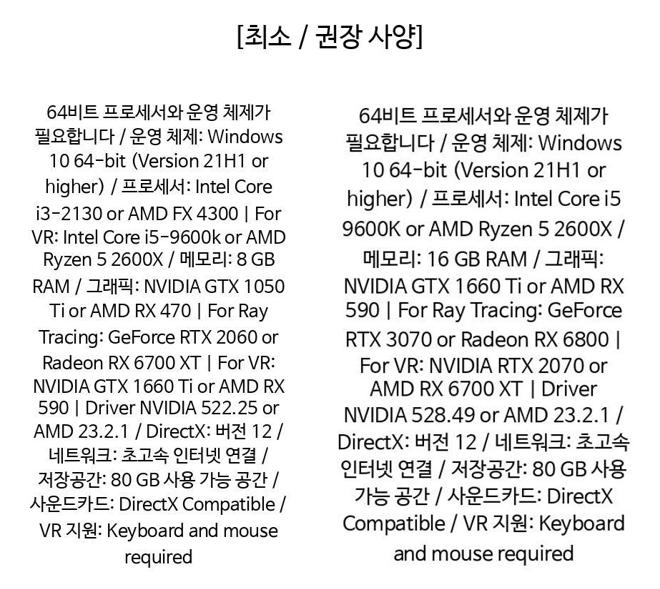 [최소 / 권장 사양]
64비트 프로세서와 운영 체제가
필요합니다 / 운영 체제: Windows
10 64-bit (Version 21H1 or
higher) / 프로세서: Intel Core
i3-2130 or AMD FX 4300 | For
VR: Intel Core i5-9600k or AMD
Ryzen 5 2600X / 메모리: 8 GB
RAM / 그래픽: NVIDIA GTX 1050
Ti or AMD RX 470 | For Ray
Tracing: GeForce RTX 2060 or
Radeon RX 6700 XT | For VR:
NVIDIA GTX 1660 Ti or AMD RX
590 | Driver NVIDIA 522.25 or
AMD 23.2.1 / DirectX: 버전 12 /
네트워크: 초고속 인터넷 연결 /
저장공간: 80 GB 사용 가능 공간 /
사운드카드: DirectX Compatible /
VR 지원: Keyboard and mouse
required
64비트 프로세서와 운영 체제가
필요합니다 / 운영 체제: Windows
10 64-bit (Version 21H1 or
higher) / 프로세서: Intel Core i5
9600K or AMD Ryzen 5 2600X /
메모리: 16 GB RAM / 그래픽:
NVIDIA GTX 1660 Ti or AMD RX
590 | For Ray Tracing: GeForce
RTX 3070 or Radeon RX 6800 |
For VR: NVIDIA RTX 2070 or
AMD RX 6700 XT | Driver
NVIDIA 528.49 or AMD 23.2.1 /
DirectX: 버전 12 / 네트워크: 초고속
인터넷 연결 / 저장공간: 80 GB 사용
가능 공간 / 사운드카드: DirectX
Compatible / VR 지원: Keyboard
and mouse required